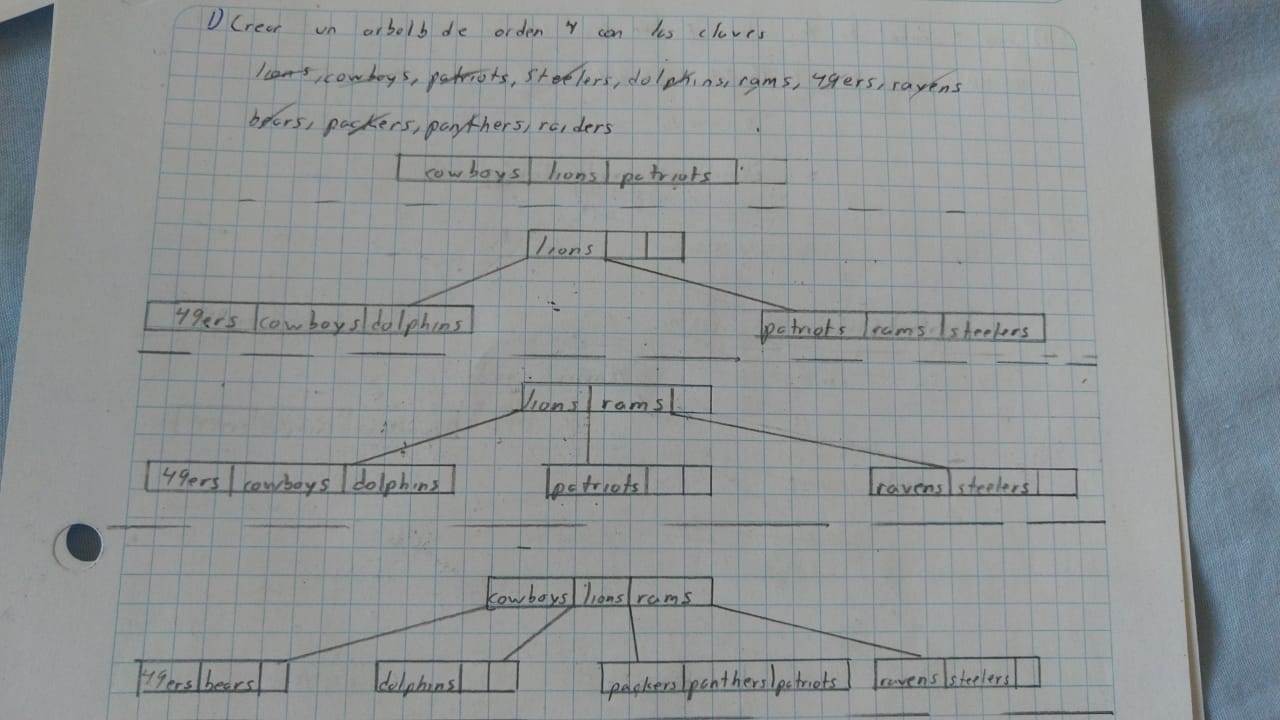 1) Crear un arbol b de orden 4 con las claves
lions, cowboys, patriots, steelers, dolphins, rams, 49ers, ravens
bears, packers, panthers, raiders
cowboys lions patriots
lions
49ers cowboys dolphins patriots rams steelers
lions rams
49ers cowboys dolphins patriots ravens steelers
cowboys lions rams
49ers bears dolphins packers panthers patriots ravens steelers